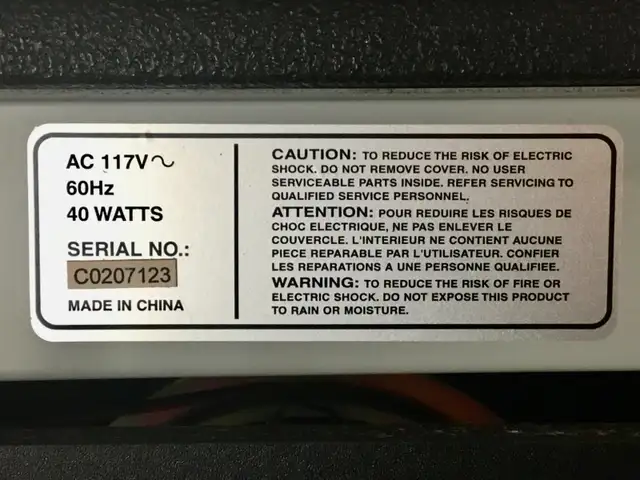 AC 117V~
60Hz
40 WATTS
SERIAL NO.:
C0207123
MADE IN CHINA
CAUTION: TO REDUCE THE RISK OF ELECTRIC
SHOCK. DO NOT REMOVE COVER. NO USER
SERVICEABLE PARTS INSIDE. REFER SERVICING TO
QUALIFIED SERVICE PERSONNEL.
ATTENTION: POUR REDUIRE LES RISQUES DE
CHOC ELECTRIQUE, NE PAS ENLEVER LE
COUVERCLE. L'INTERIEUR NE CONTIENT AUCUNE
PIECE REPARABLE PAR L'UTILISATEUR. CONFIER
LES REPARATIONS A UNE PERSONNE QUALIFIEE.
WARNING: TO REDUCE THE RISK OF FIRE OR
ELECTRIC SHOCK. DO NOT EXPOSE THIS PRODUCT
TO RAIN OR MOISTURE.